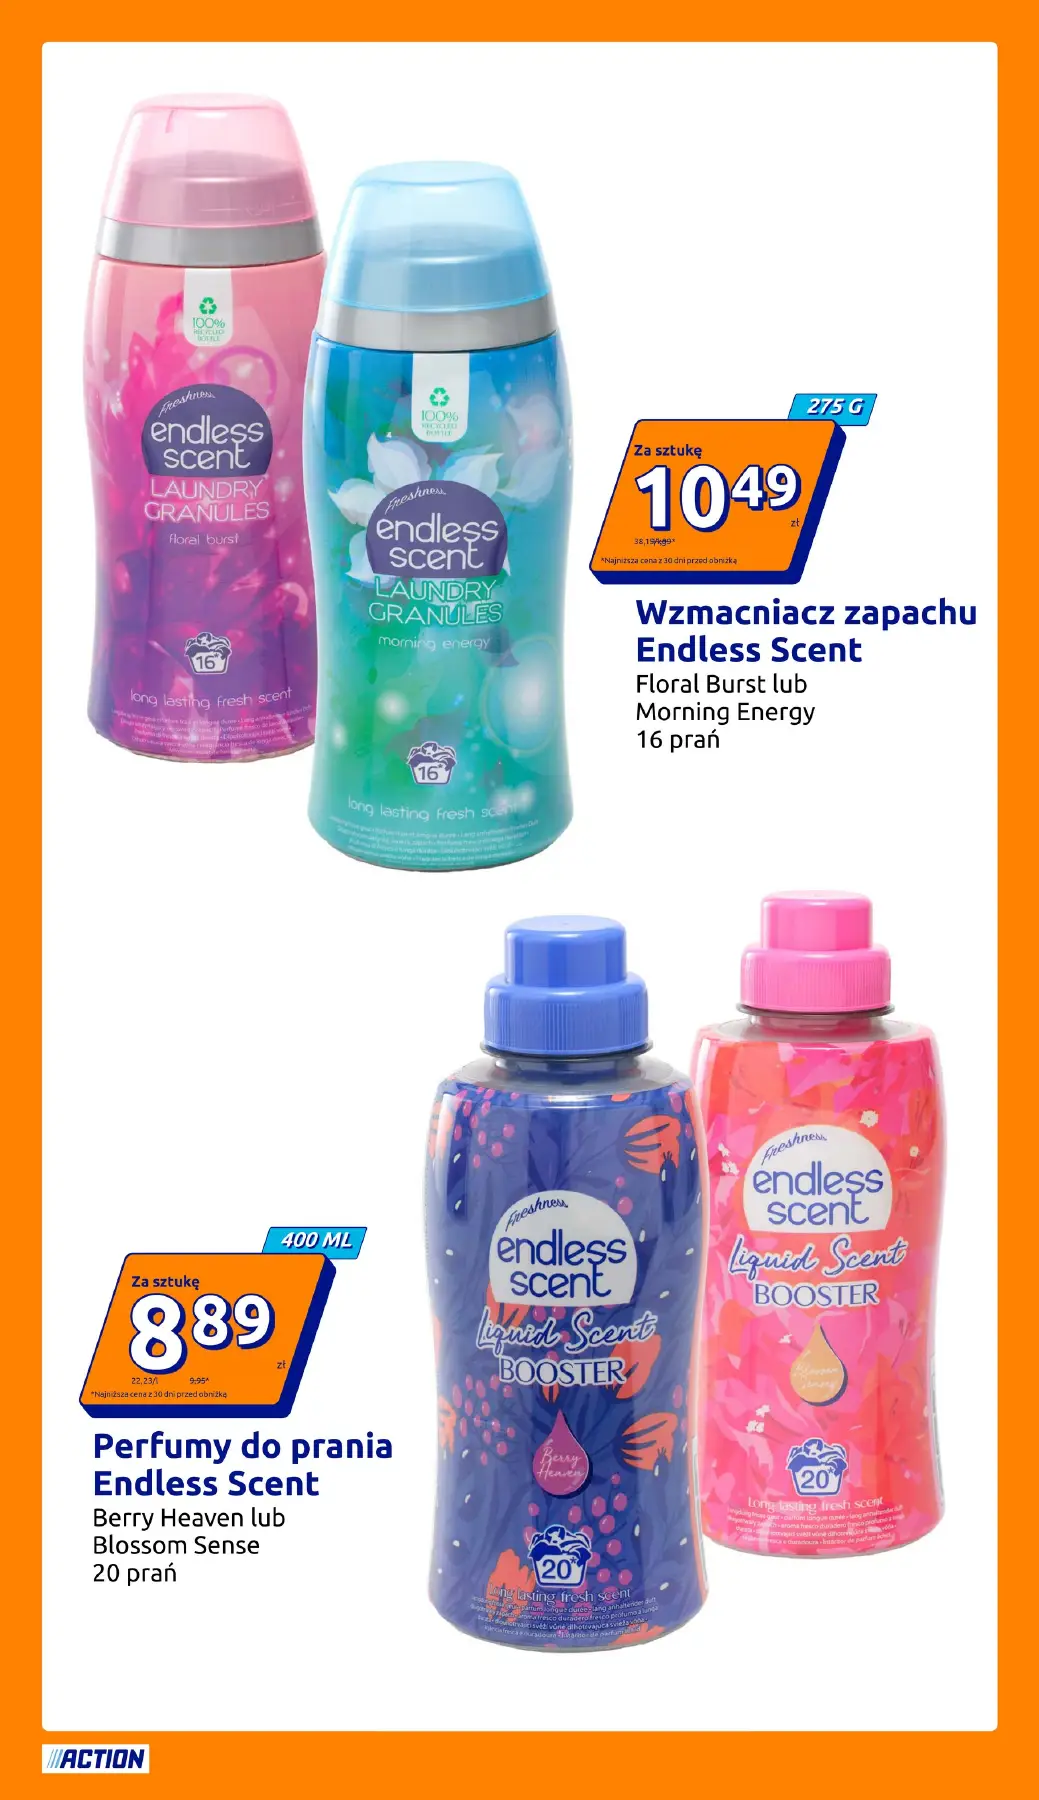 100%
RECYCLED
BOTTLE
Freshness
endless
scent
LAUNDRY
GRANULES
floral burst
16
long lasting fresh scent
100%
RECYCLED
BOTTLE
Freshness
endless
scent
LAUNDRY
GRANULES
morning energy
16
long lasting fresh scent
275 G
Za sztukę
10 49
zł
*Najniższa cena z 30 dni przed obniżką
Wzmacniacz zapachu
Endless Scent
Floral Burst lub
Morning Energy
16 prań
Freshness
endless
scent
Liquid Scent
BOOSTER
Berry
Heaven
20
Long lasting fresh scent
Freshness
endless
scent
Liquid Scent
BOOSTER
Blossom
20
Long lasting fresh scent
400 ML
Za sztukę
8 89
zł
22,23/l 9,95*
*Najniższa cena z 30 dni przed obniżką
Perfumy do prania
Endless Scent
Berry Heaven lub
Blossom Sense
20 prań
ACTION